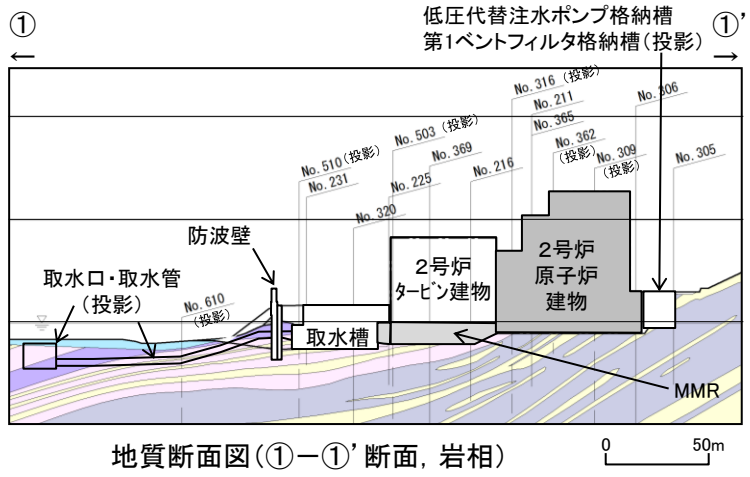 ①
①’
← →
低圧代替注水ポンプ格納槽
第1ベントフィルタ格納槽(投影)
No. 316 (投影)
No. 211
No. 365
No. 362
(投影)
No. 306
No. 309
(投影)
No. 305
No. 503 (投影)
No. 510 (投影)
No. 231
No. 369
No. 225
No. 216
No. 320
防波壁
取水口・取水管
(投影)
No. 610
(投影)
取水槽
2号炉
タービン建物
2号炉
原子炉
建物
MMR
地質断面図(①-①’断面, 岩相)
0 50m